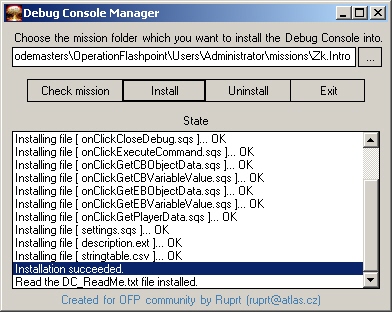 Debug Console Manager
Choose the mission folder which you want to install the Debug Console into.
odemasters\OperationFlashpoint\Users\Administrator\missions\Zk.Intro ...
Check mission Install Uninstall Exit
State
Installing file [ onClickCloseDebug.sqs ]... OK
Installing file [ onClickExecuteCommand.sqs ]... OK
Installing file [ onClickGetCBObjectData.sqs ]... OK
Installing file [ onClickGetCBVariableValue.sqs ]... OK
Installing file [ onClickGetEBObjectData.sqs ]... OK
Installing file [ onClickGetEBVariableValue.sqs ]... OK
Installing file [ onClickGetPlayerData.sqs ]... OK
Installing file [ settings.sqs ]... OK
Installing file [ description.ext ]... OK
Installing file [ stringtable.csv ]... OK
Installation succeeded.
Read the DC_ReadMe.txt file installed.
Created for OFP community by Ruprt (ruprt@atlas.cz)